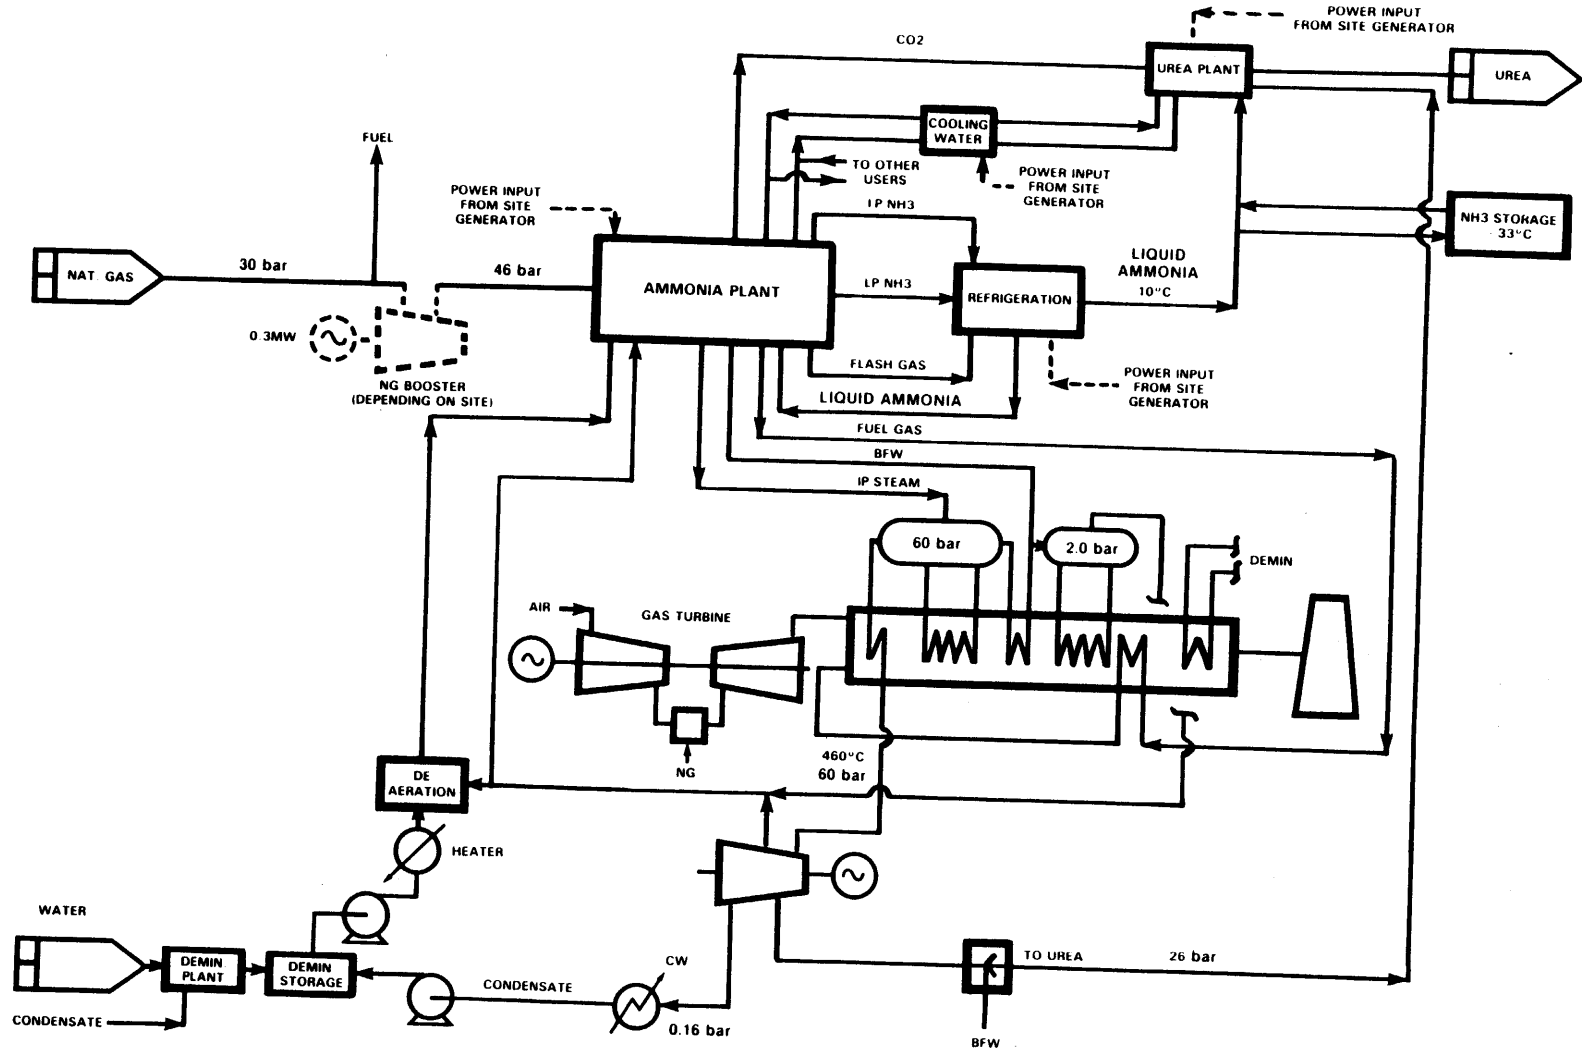 POWER INPUT
FROM SITE GENERATOR
CO2
UREA PLANT
UREA
COOLING
WATER
FUEL
TO OTHER
USERS
POWER INPUT
FROM SITE
GENERATOR
POWER INPUT
FROM SITE
GENERATOR
IP NH3
NH3 STORAGE
- 33°C
NAT. GAS
30 bar
46 bar
AMMONIA PLANT
LP NH3
REFRIGERATION
LIQUID
AMMONIA
10°C
0.3MW
NG BOOSTER
(DEPENDING ON SITE)
FLASH GAS
LIQUID AMMONIA
POWER INPUT
FROM SITE
GENERATOR
FUEL GAS
BFW
IP STEAM
60 bar
2.0 bar
DEMIN
AIR
GAS TURBINE
NG
460°C
60 bar
DE
AERATION
HEATER
WATER
DEMIN
PLANT
DEMIN
STORAGE
CONDENSATE
CONDENSATE
CW
0.16 bar
TO UREA
26 bar
BFW